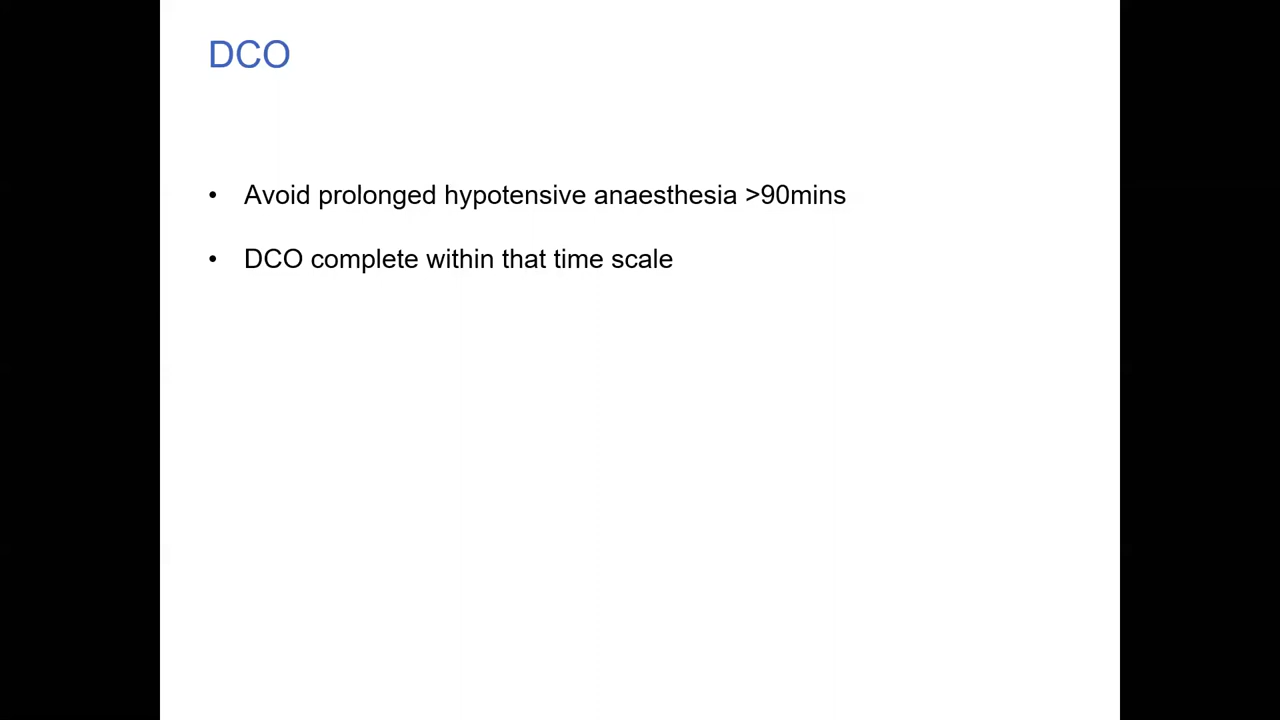 DCO
• Avoid prolonged hypotensive anaesthesia >90mins
• DCO complete within that time scale